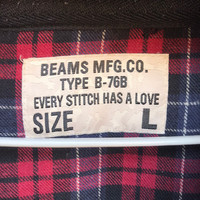 BEAMS MFG.CO.
TYPE B-76B
EVERY STITCH HAS A LOVE
SIZE L